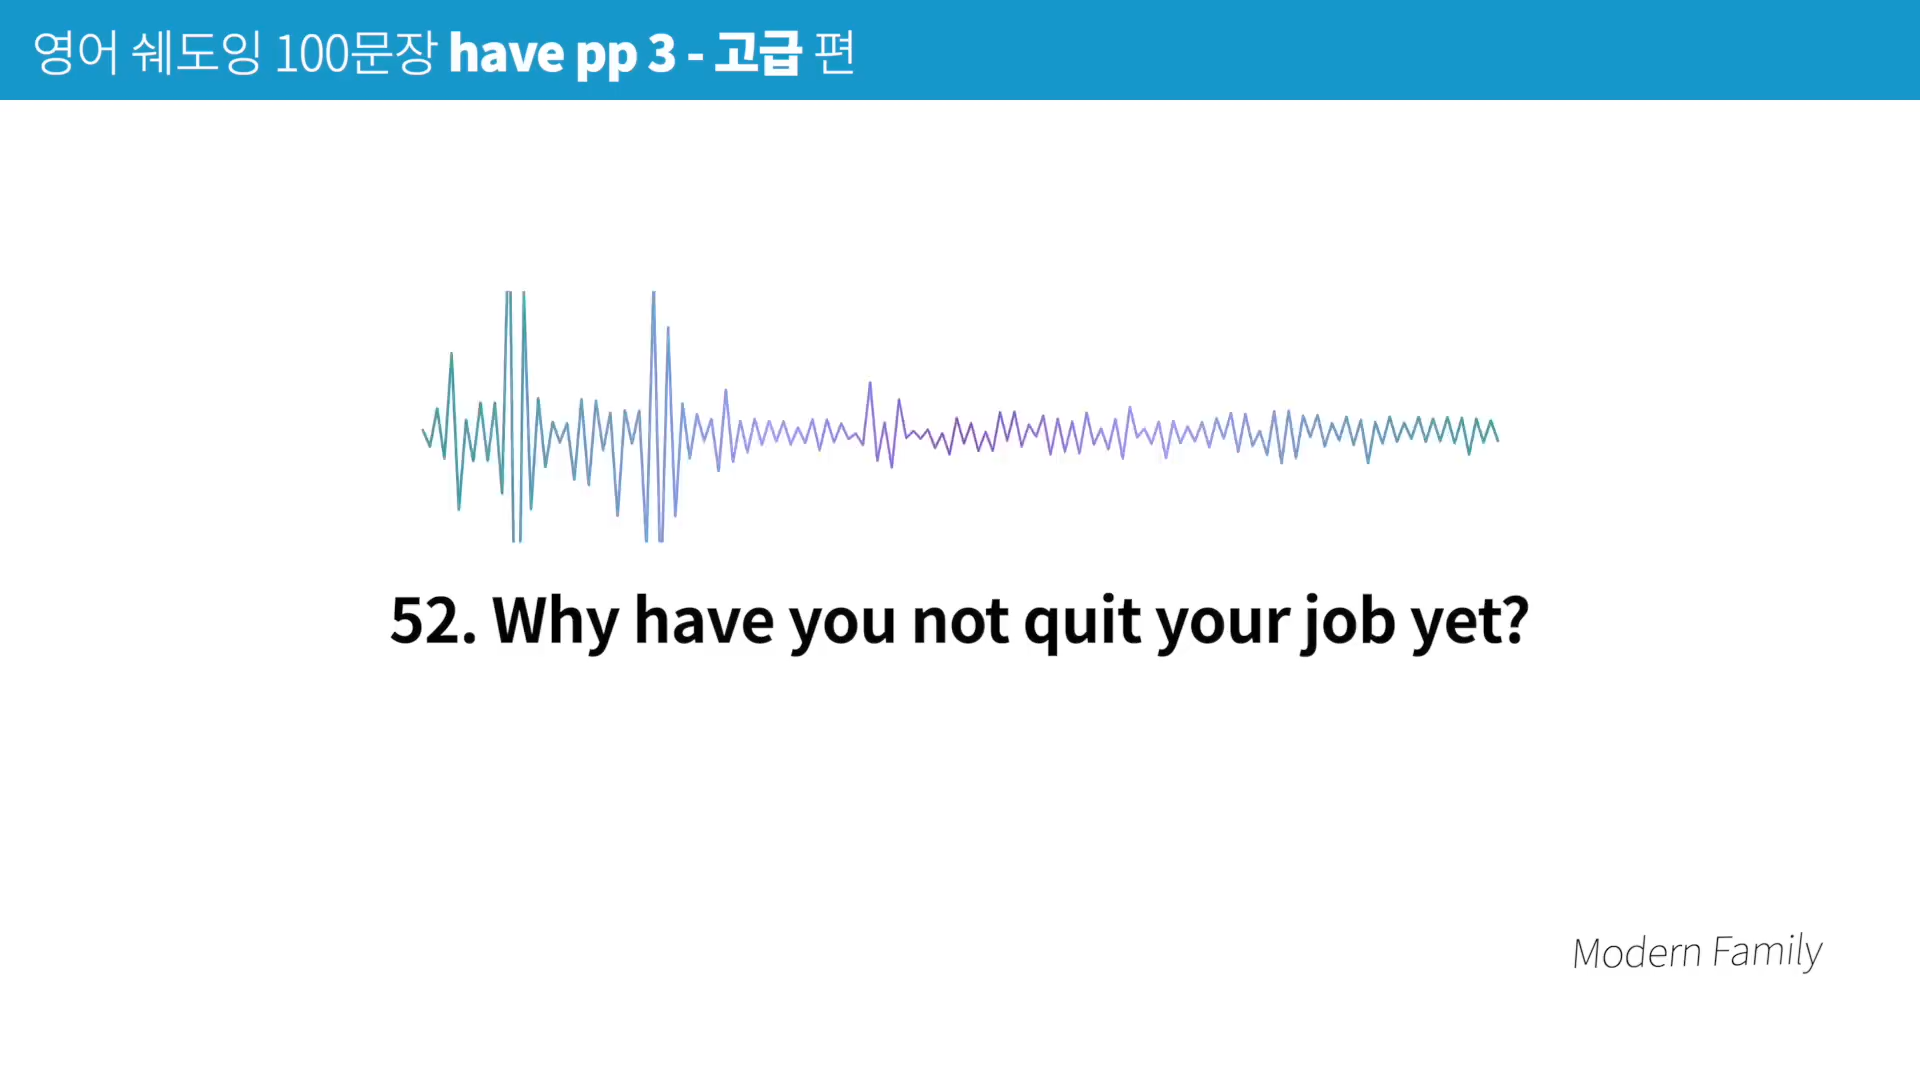 영어 쉐도잉 100문장 have pp 3 - 고급 편
52. Why have you not quit your job yet?
Modern Family